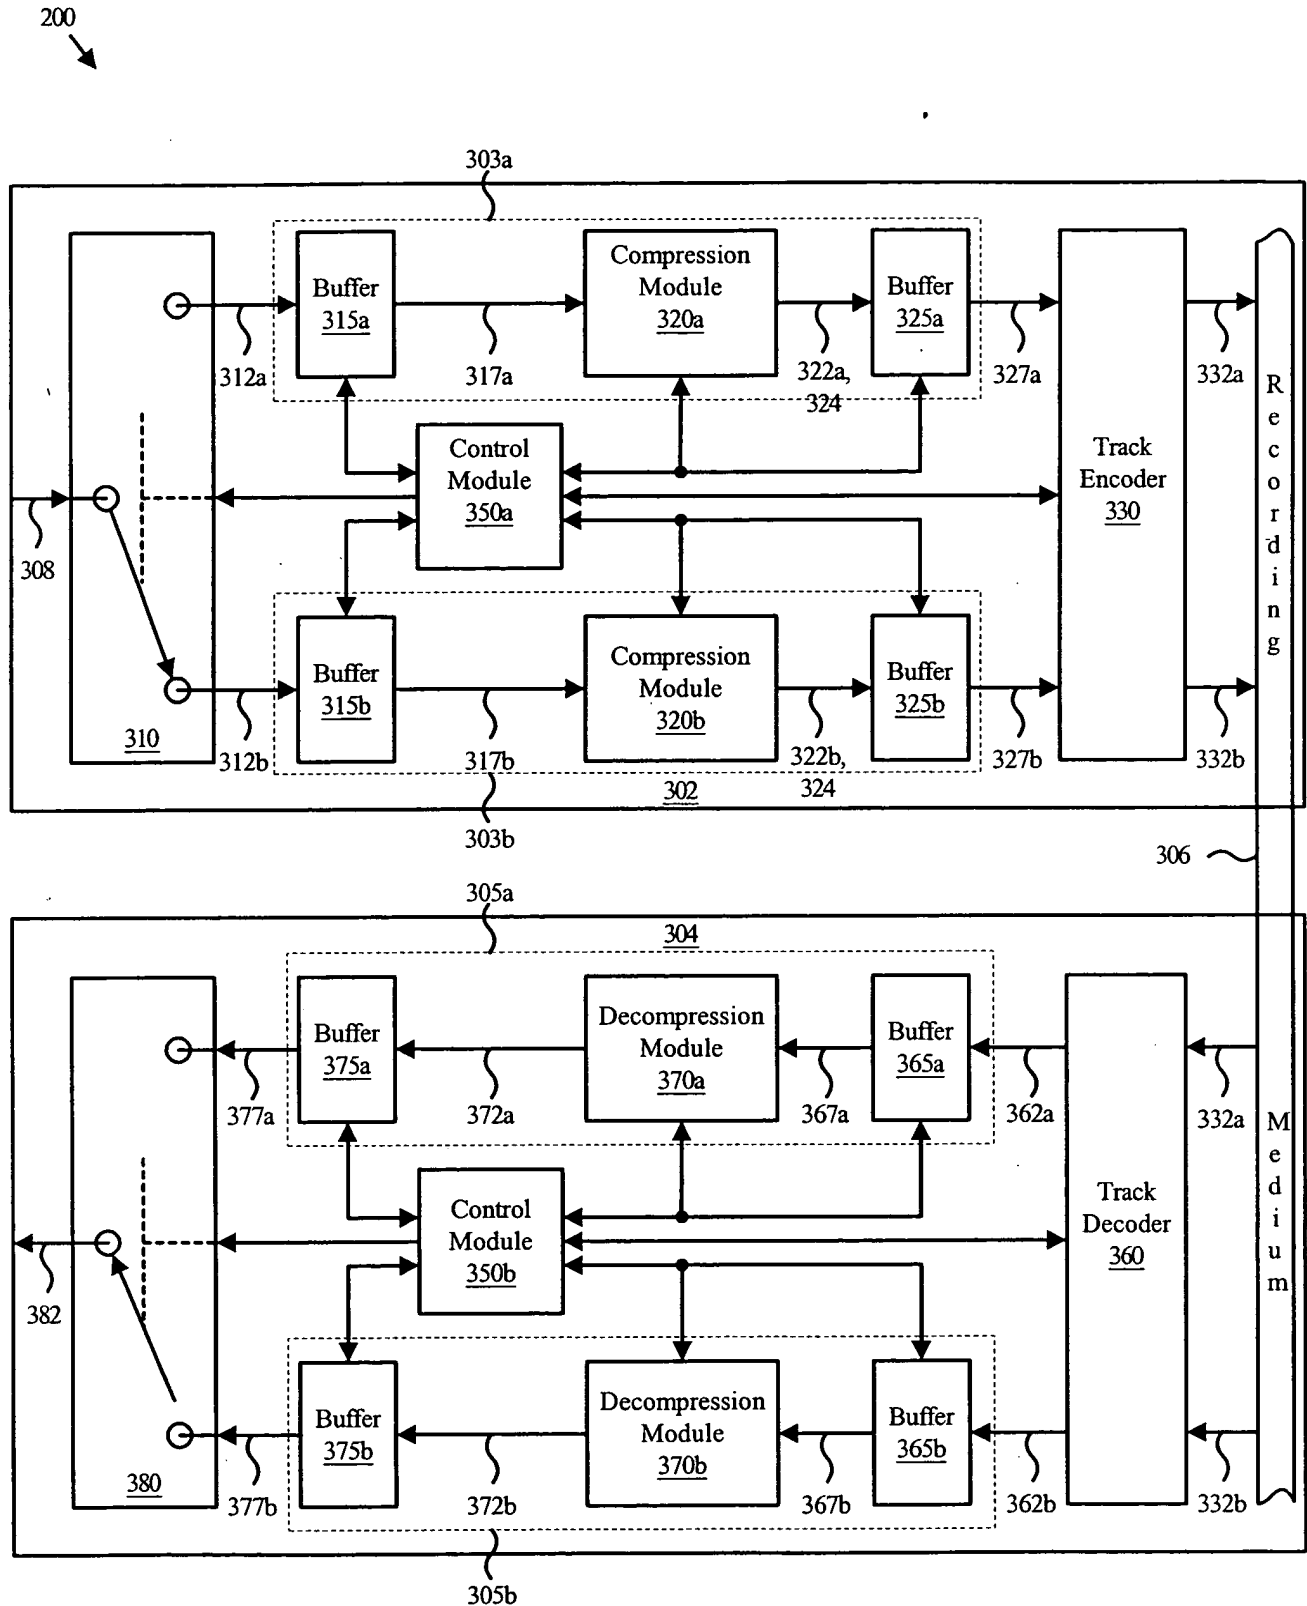 200
303a
Buffer
315a
Compression
Module
320a
Buffer
325a
312a
317a
322a,
324
327a
332a
Control
Module
350a
Track
Encoder
330
308
Buffer
315b
Compression
Module
320b
Buffer
325b
310
312b
317b
322b,
324
327b
332b
302
303b
Recording
306
305a
304
Buffer
375a
Decompression
Module
370a
Buffer
365a
377a
372a
367a
362a
332a
Control
Module
350b
Track
Decoder
360
382
Buffer
375b
Decompression
Module
370b
Buffer
365b
380
377b
372b
367b
362b
332b
Medium
305b